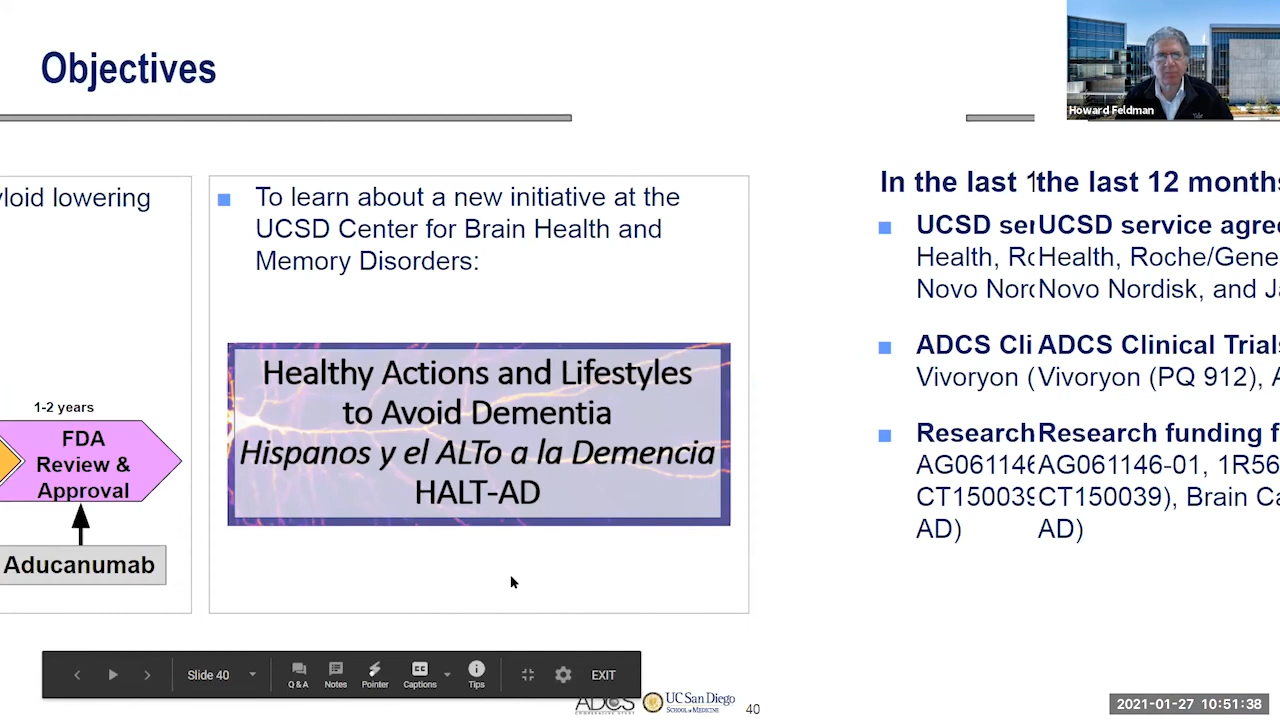 Objectives
Howard Feldman
yloid lowering
1-2 years
FDA
Review &
Approval
Aducanumab
To learn about a new initiative at the
UCSD Center for Brain Health and
Memory Disorders:
Healthy Actions and Lifestyles
to Avoid Dementia
Hispanos y el ALTo a la Demencia
HALT-AD
In the last 1the last 12 months
UCSD serUCSD service agree
Health, RoHealth, Roche/Gene
Novo NordNovo Nordisk, and Ja
ADCS CliADCS Clinical Trials
Vivoryon (Vivoryon (PQ 912), A
ResearchResearch funding f
AG061146AG061146-01, 1R56
CT150039CT150039), Brain Ca
AD) AD)
Slide 40
Q & A
Notes
Pointer
Captions
Tips
EXIT
ADCS
UC San Diego
SCHOOL OF MEDICINE
40
2021-01-27 10:51:38